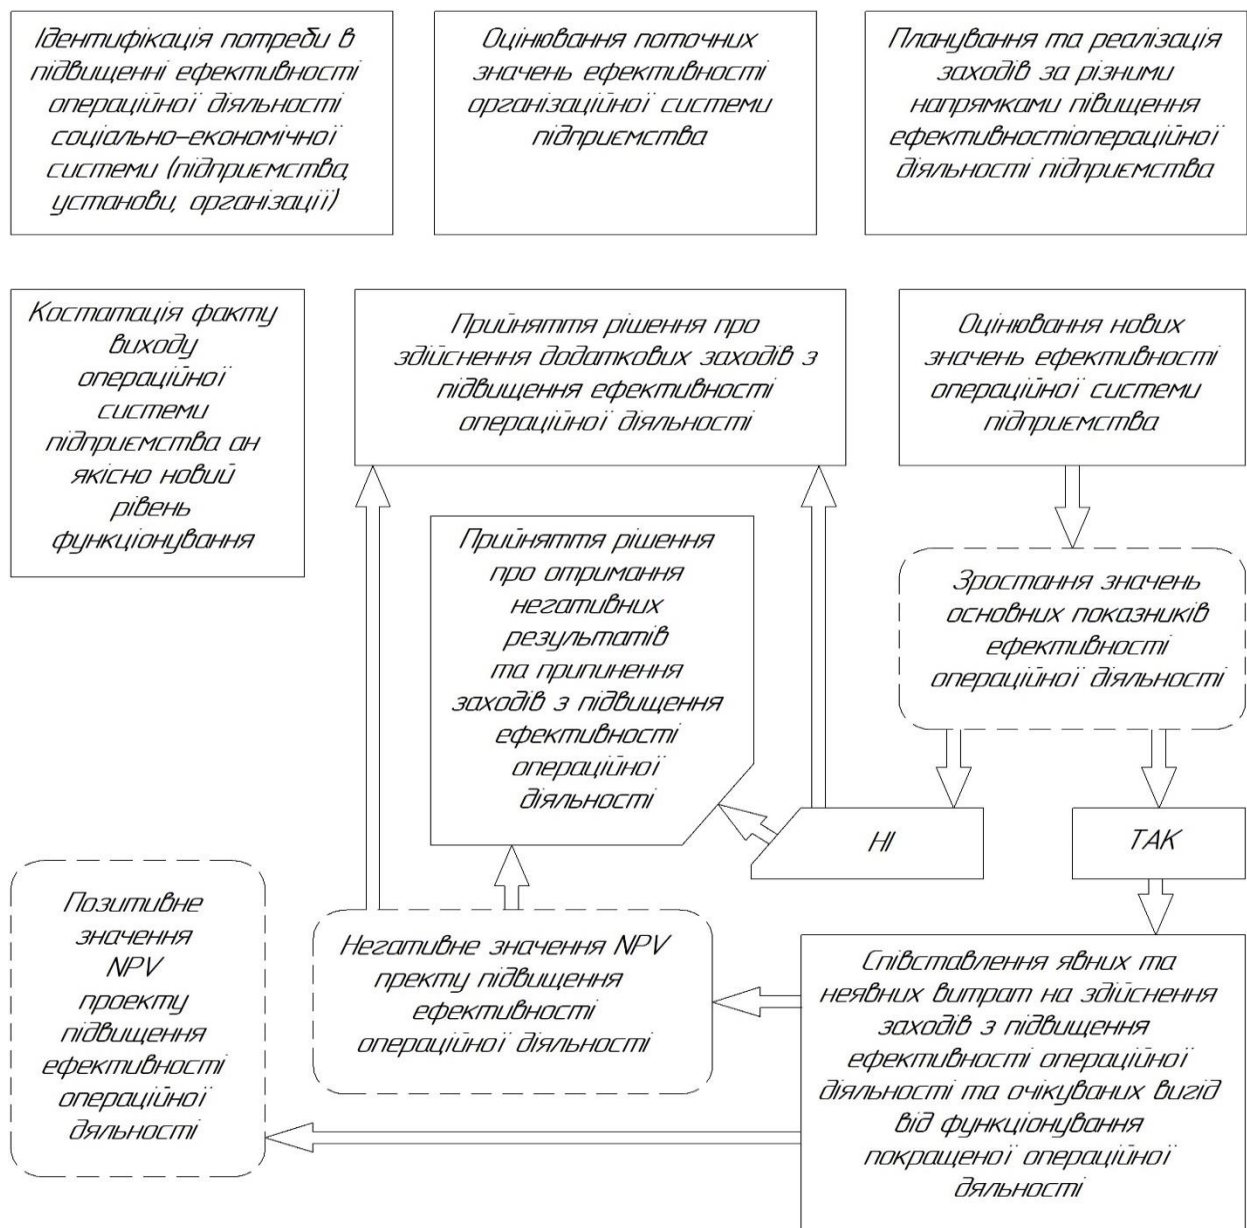 Ідентифікація потреби в
підвищенні ефективності
операційної діяльності
соціально-економічної
системи (підприємства,
установи, організації)
Оцінювання поточних
значень ефективності
організаційної системи
підприємства
Планування та реалізація
заходів за різними
напрямками півищення
ефективностіопераційної
діяльності підприємства
Костатація факту
виходу
операційної
системи
підприємства ан
якісно новий
рівень
функціонування
Прийняття рішення про
здійснення додаткових заходів з
підвищення ефективності
операційної діяльності
Оцінювання нових
значень ефективності
операційної системи
підприємства
Прийняття рішення
про отримання
негативних
результатів
та припинення
заходів з підвищення
ефективності
операційної
діяльності
Зростання значень
основних показників
ефективності
операційної діяльності
НІ
ТАК
Позитивне
значення
NPV
проекту
підвищення
ефективності
операційної
дяльності
Негативне значення NPV
пректу підвищення
ефективності
операційної діяльності
Співставлення явних та
неявних витрат на здійснення
заходів з підвищення
ефективності операційної
діяльності та очікуваних вигід
від функціонування
покращеної операційної
дяльності